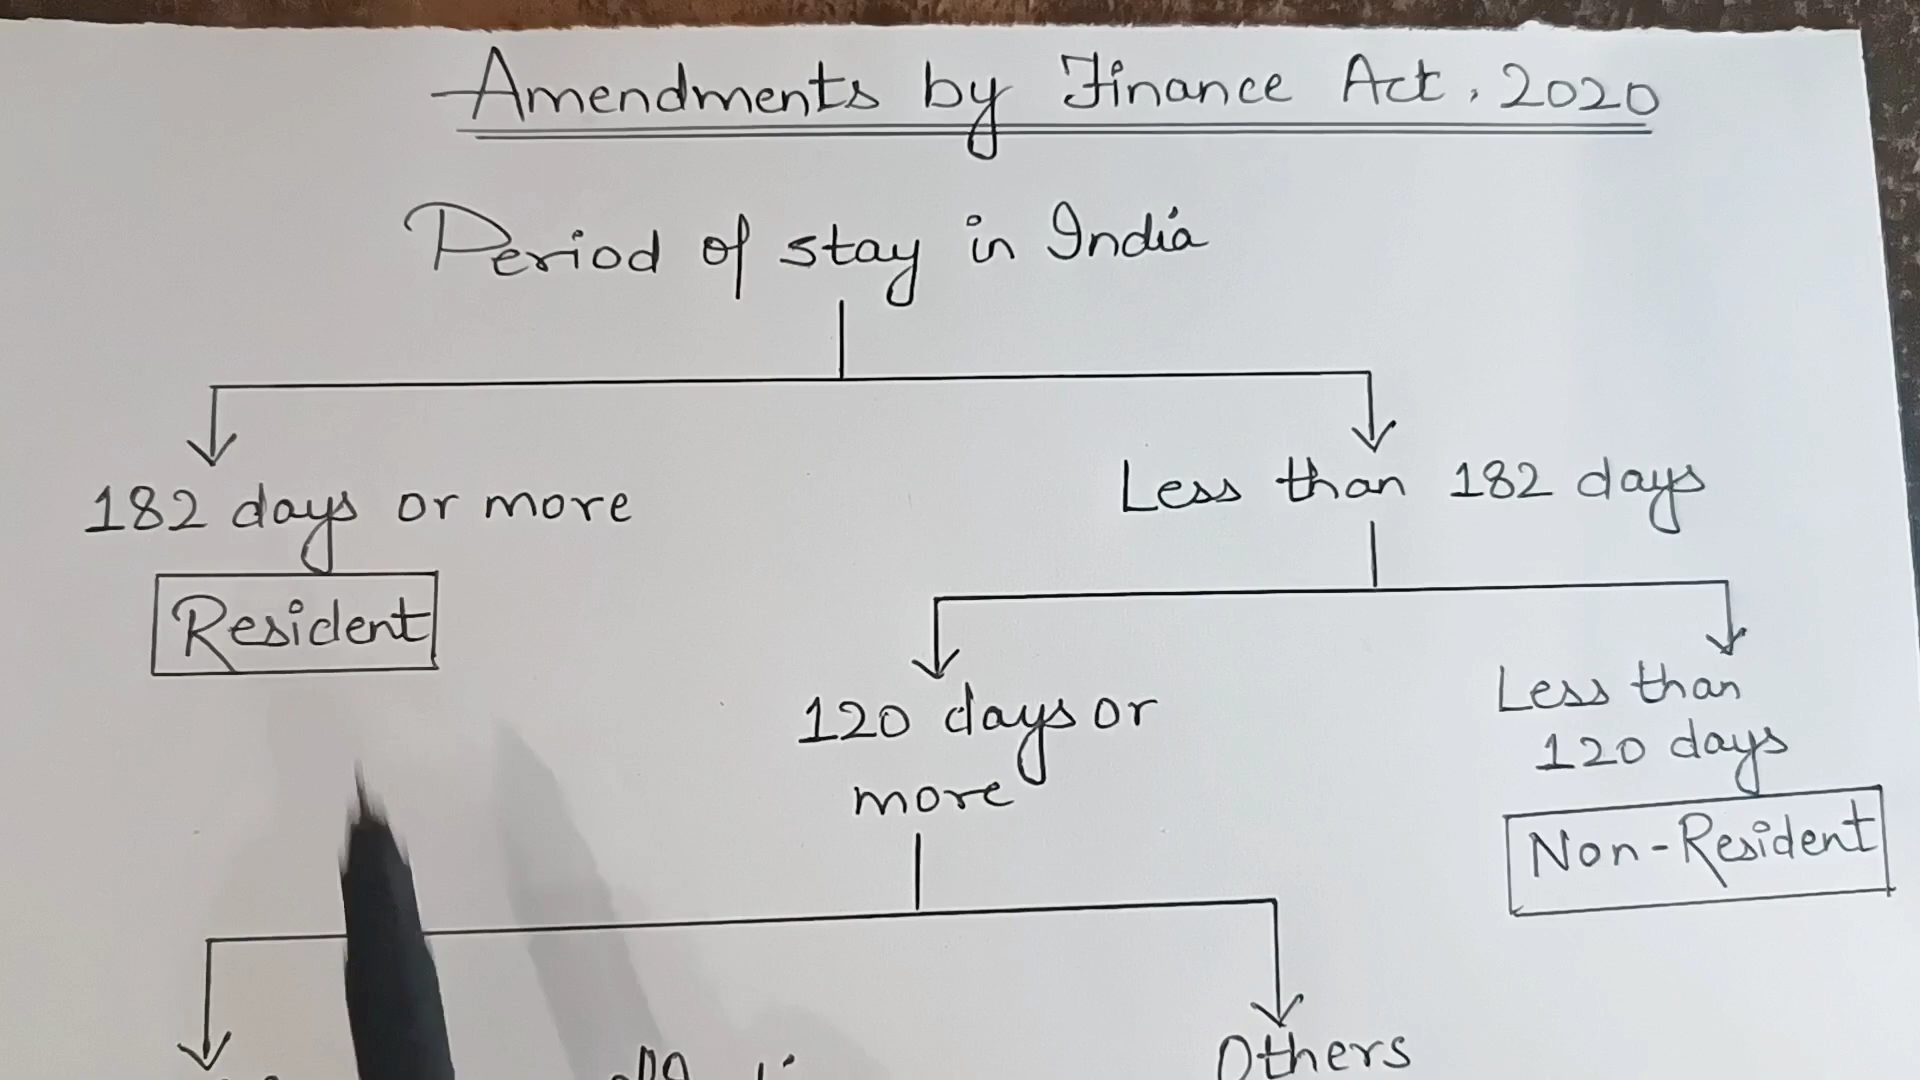 Amendments by Finance Act, 2020
Period of stay in India
182 days or more
Less than 182 days
Resident
120 days or
more
Less than
120 days
Non-Resident
Others